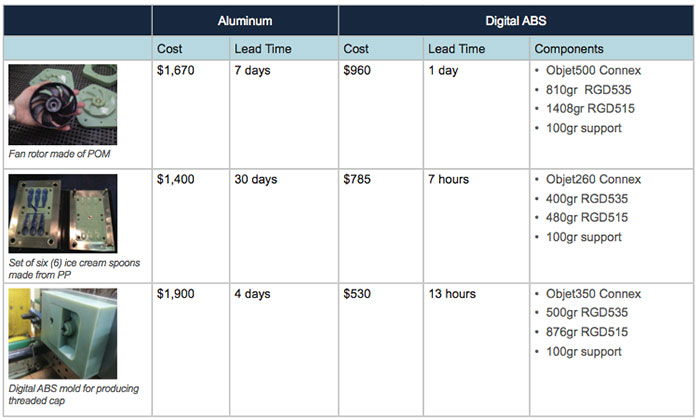 Aluminum Digital ABS
Cost Lead Time Cost Lead Time Components
$1,670 7 days $960 1 day • Objet500 Connex
• 810gr  RGD535
• 1408gr RGD515
• 100gr support
Fan rotor made of POM
$1,400 30 days $785 7 hours • Objet260 Connex
• 400gr RGD535
• 480gr RGD515
• 100gr support
Set of six (6) ice cream spoons
made from PP
$1,900 4 days $530 13 hours • Objet350 Connex
• 500gr RGD535
• 876gr RGD515
• 100gr support
Digital ABS mold for producing
threaded cap